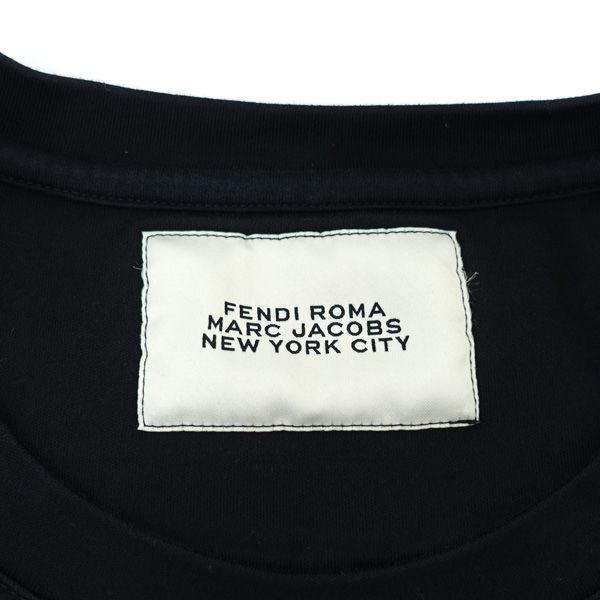 FENDI ROMA
MARC JACOBS
NEW YORK CITY